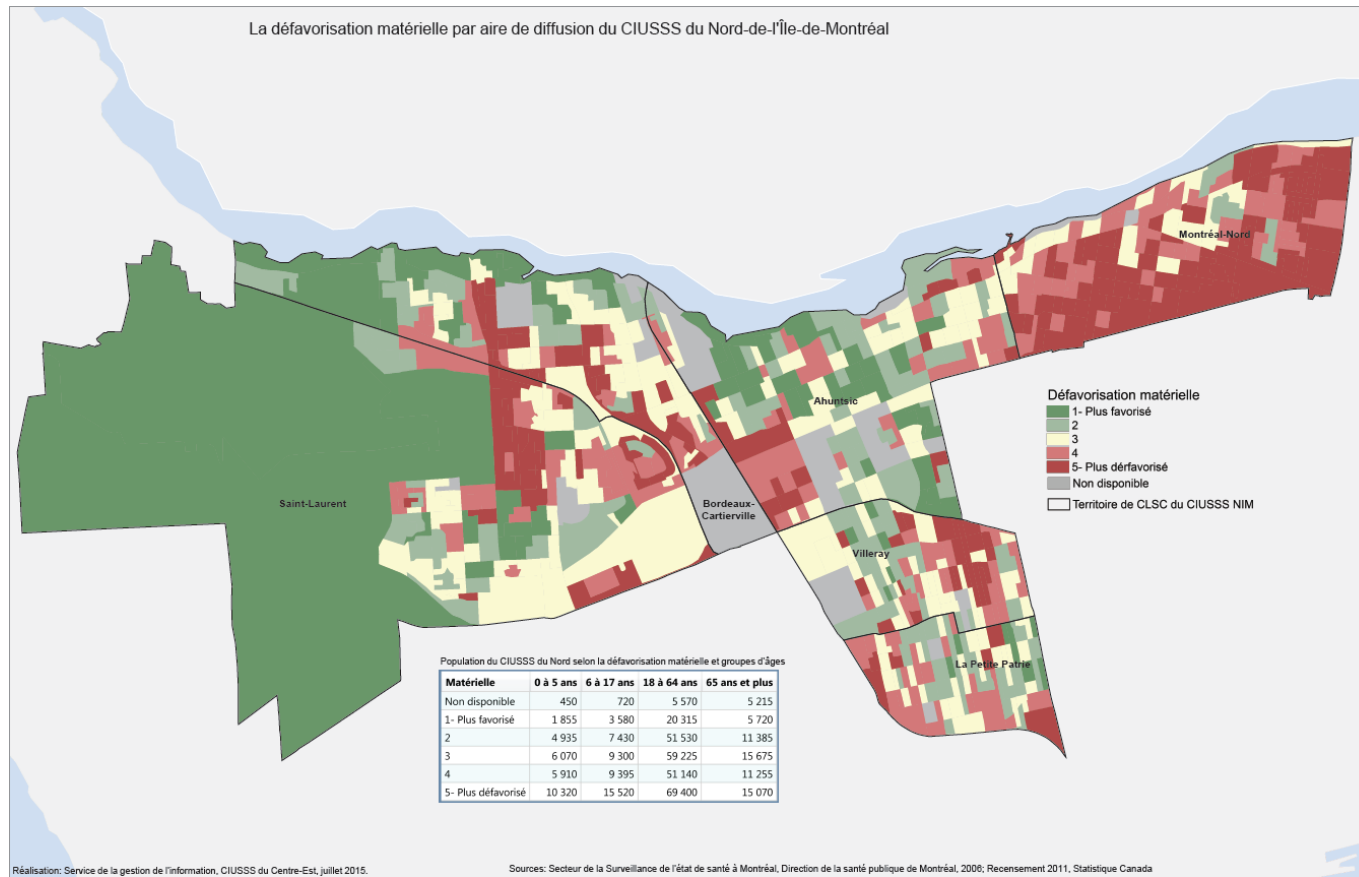 La défavorisation matérielle par aire de diffusion du CIUSSS du Nord-de-l'Île-de-Montréal
Montréal-Nord
Ahuntsic
Défavorisation matérielle
1- Plus favorisé
2
3
4
5- Plus dérfavorisé
Non disponible
Territoire de CLSC du CIUSSS NIM
Saint-Laurent
Bordeaux-
Cartierville
Villeray
La Petite Patrie
Population du CIUSSS du Nord selon la défavorisation matérielle et groupes d'âges
Matérielle 0 à 5 ans 6 à 17 ans 18 à 64 ans 65 ans et plus
Non disponible 450 720 5 570 5 215
1- Plus favorisé 1 855 3 580 20 315 5 720
2 4 935 7 430 51 530 11 385
3 6 070 9 300 59 225 15 675
4 5 910 9 395 51 140 11 255
5- Plus défavorisé 10 320 15 520 69 400 15 070
Réalisation: Service de la gestion de l'information, CIUSSS du Centre-Est, juillet 2015.
Sources: Secteur de la Surveillance de l'état de santé à Montréal, Direction de la santé publique de Montréal, 2006; Recensement 2011, Statistique Canada